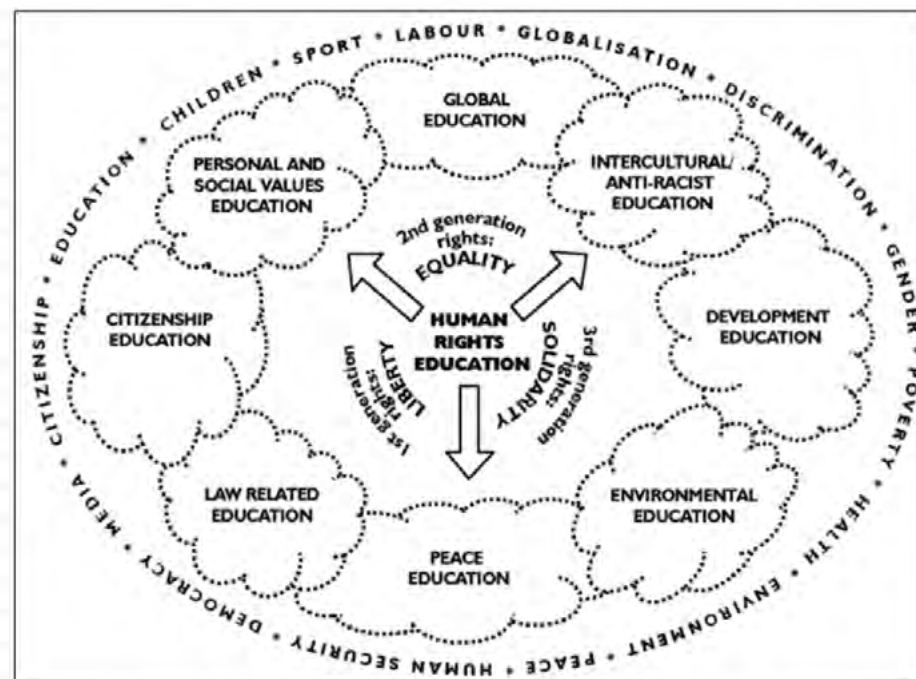 CITIZENSHIP * EDUCATION * CHILDREN * SPORT * LABOUR * GLOBALISATION * DISCRIMINATION * GENDER * POVERTY * HEALTH * ENVIRONMENT * PEACE * HUMAN SECURITY * DEMOCRACY * MEDIA *
GLOBAL
EDUCATION
PERSONAL AND
SOCIAL VALUES
EDUCATION
INTERCULTURAL/
ANTI-RACIST
EDUCATION
2nd generation
rights:
EQUALITY
CITIZENSHIP
EDUCATION
HUMAN
RIGHTS
EDUCATION
DEVELOPMENT
EDUCATION
1st generation
rights:
LIBERTY
3rd generation
rights:
SOLIDARITY
LAW RELATED
EDUCATION
ENVIRONMENTAL
EDUCATION
PEACE
EDUCATION